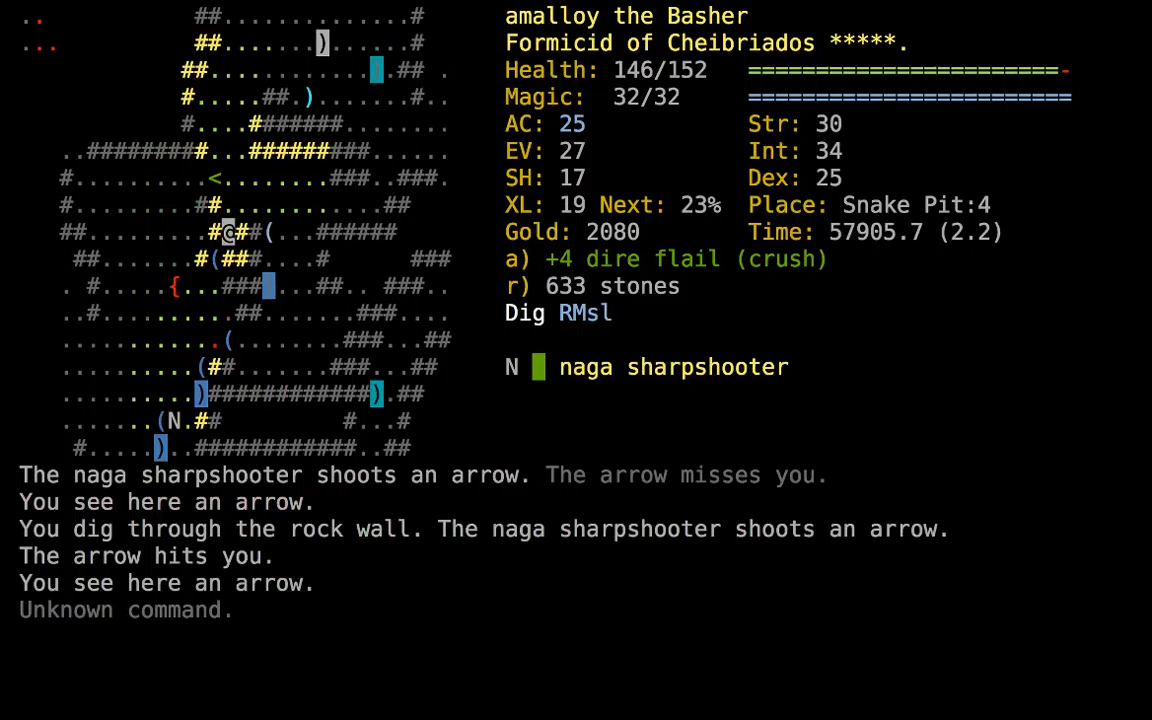 ..           ##..............#      amalloy the Basher
...          ##.......)......#      Formicid of Cheibriados *****.
            ##............ .## .    Health: 146/152   =======================-
            #.....##.).......#..    Magic:  32/32     ========================
            #....#######........    AC: 25            Str: 30
   ..#########...#########......    EV: 27            Int: 34
   #..........<........###..###.    SH: 17            Dex: 25
   #.........##............##       XL: 19 Next: 23%  Place: Snake Pit:4
   ##.........#@##(...######        Gold: 2080        Time: 57905.7 (2.2)
    ##.......#(###....#      ###    a) +4 dire flail (crush)
   . #.....{...### ...##.. ###..    r) 633 stones
   ..#..........##.......###....    Dig RMsl
   ............(........###...##
   ..........(##.......###...##     N naga sharpshooter
   ..........)############).##
   .......(N.##         #...#
    #.....)..############..##
The naga sharpshooter shoots an arrow. The arrow misses you.
You see here an arrow.
You dig through the rock wall. The naga sharpshooter shoots an arrow.
The arrow hits you.
You see here an arrow.
Unknown command.